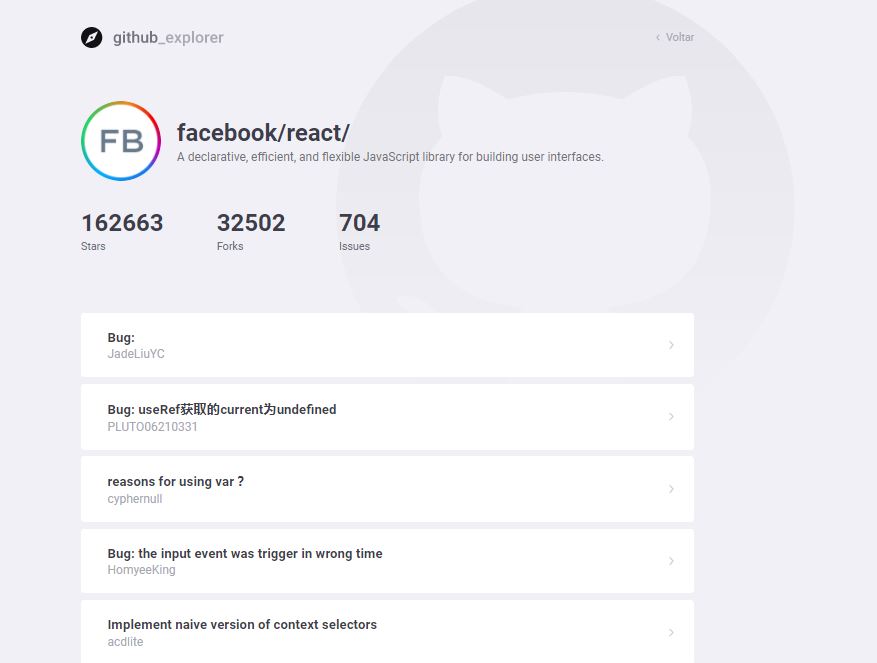 github_explorer
Voltar
FB
facebook/react/
A declarative, efficient, and flexible JavaScript library for building user interfaces.
162663 32502 704
Stars Forks Issues
Bug:
JadeLiuYC
Bug: useRef获取的current为undefined
PLUTO06210331
reasons for using var ?
cyphernull
Bug: the input event was trigger in wrong time
HomyeeKing
Implement naive version of context selectors
acdlite